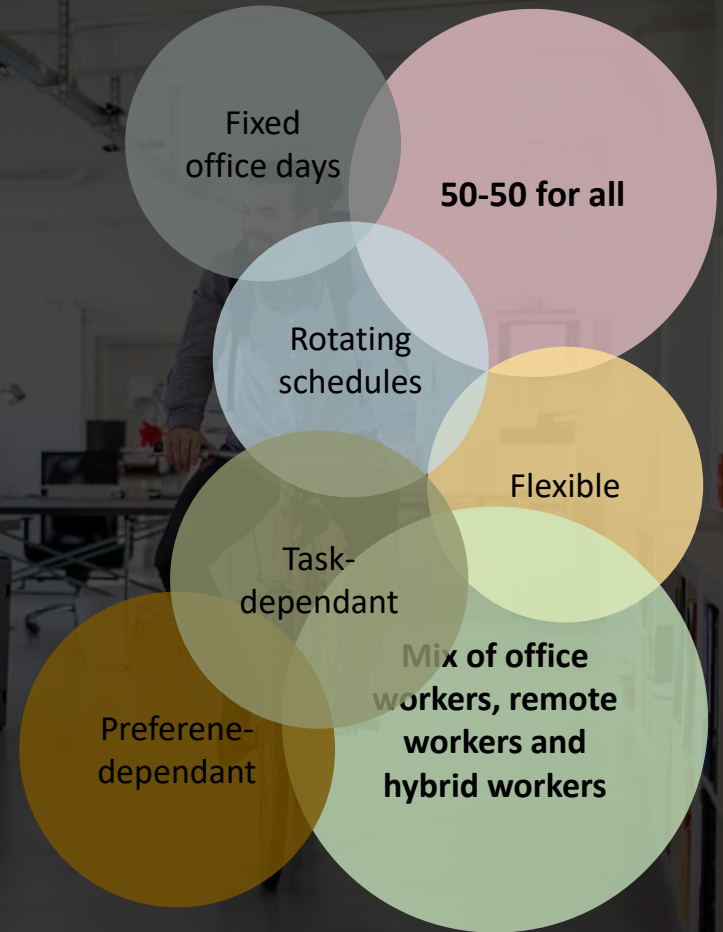 Fixed
office days
50-50 for all
Rotating
schedules
Flexible
Task-
dependant
Mix of office
workers, remote
workers and
hybrid workers
Preferene-
dependant